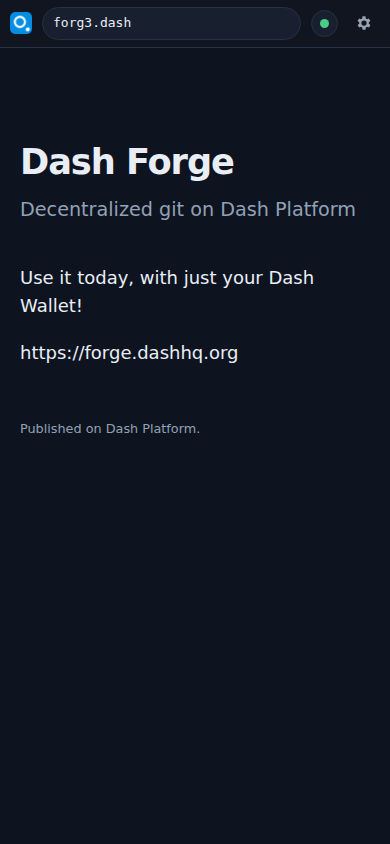 forg3.dash
Dash Forge
Decentralized git on Dash Platform
Use it today, with just your Dash
Wallet!
https://forge.dashhq.org
Published on Dash Platform.